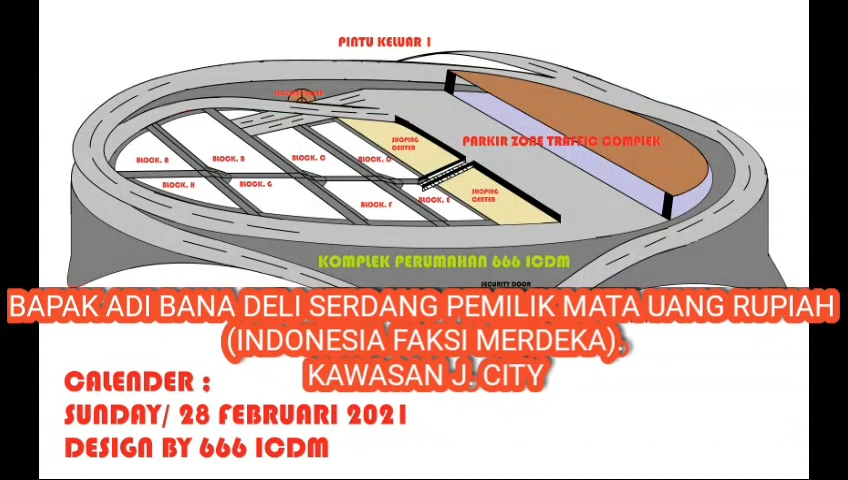 PINTU KELUAR 1
SECURITY DOOR
SHOPING
CENTER
PARKIR ZONE TRAFFIC COMPLEK
BLOCK. A
BLOCK. B
BLOCK. C
BLOCK. D
BLOCK. H
BLOCK. G
BLOCK. F
BLOCK. E
SHOPING
CENTER
KOMPLEK PERUMAHAN 666 ICDM
SECURITY DOOR
BAPAK ADI BANA DELI SERDANG PEMILIK MATA UANG RUPIAH
(INDONESIA FAKSI MERDEKA).
KAWASAN J. CITY
CALENDER :
SUNDAY/ 28 FEBRUARI 2021
DESIGN BY 666 ICDM